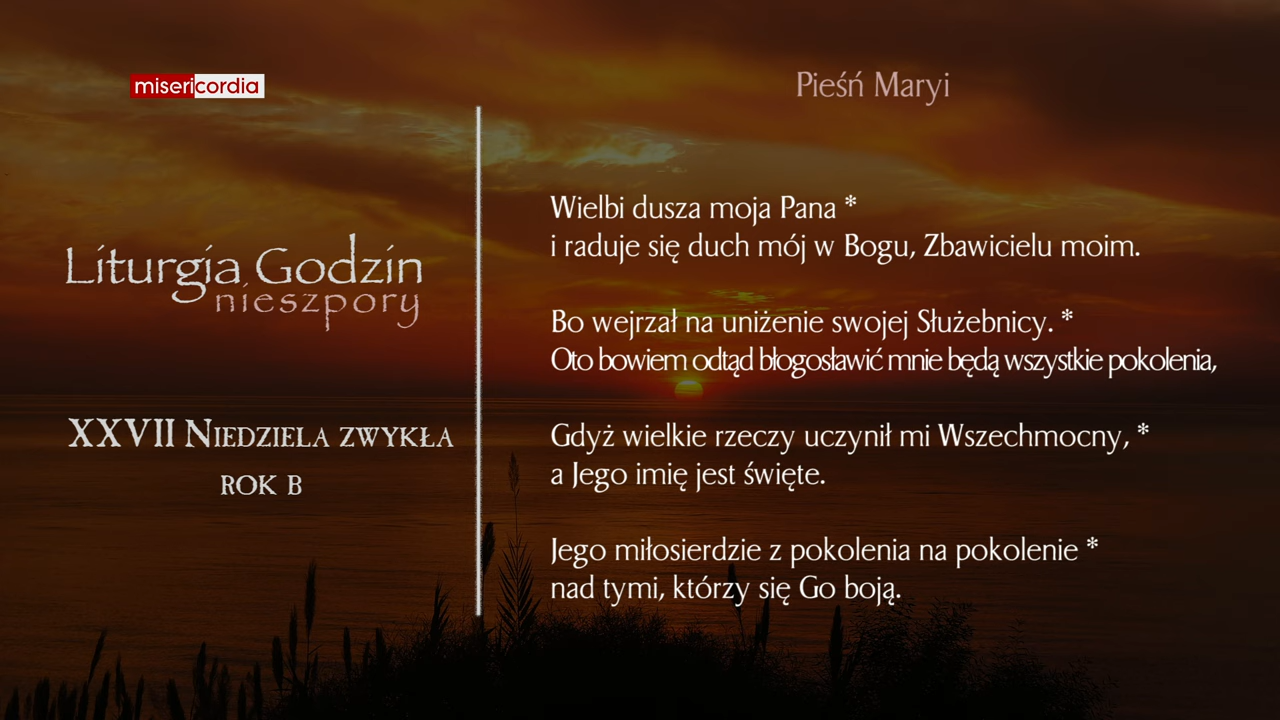 misericordia
Liturgia Godzin
nieszpory
XXVII Niedziela zwykła
rok B
Pieśń Maryi
Wielbi dusza moja Pana *
i raduje się duch mój w Bogu, Zbawicielu moim.
Bo wejrzał na uniżenie swojej Służebnicy. *
Oto bowiem odtąd błogosławić mnie będą wszystkie pokolenia,
Gdyż wielkie rzeczy uczynił mi Wszechmocny, *
a Jego imię jest święte.
Jego miłosierdzie z pokolenia na pokolenie *
nad tymi, którzy się Go boją.